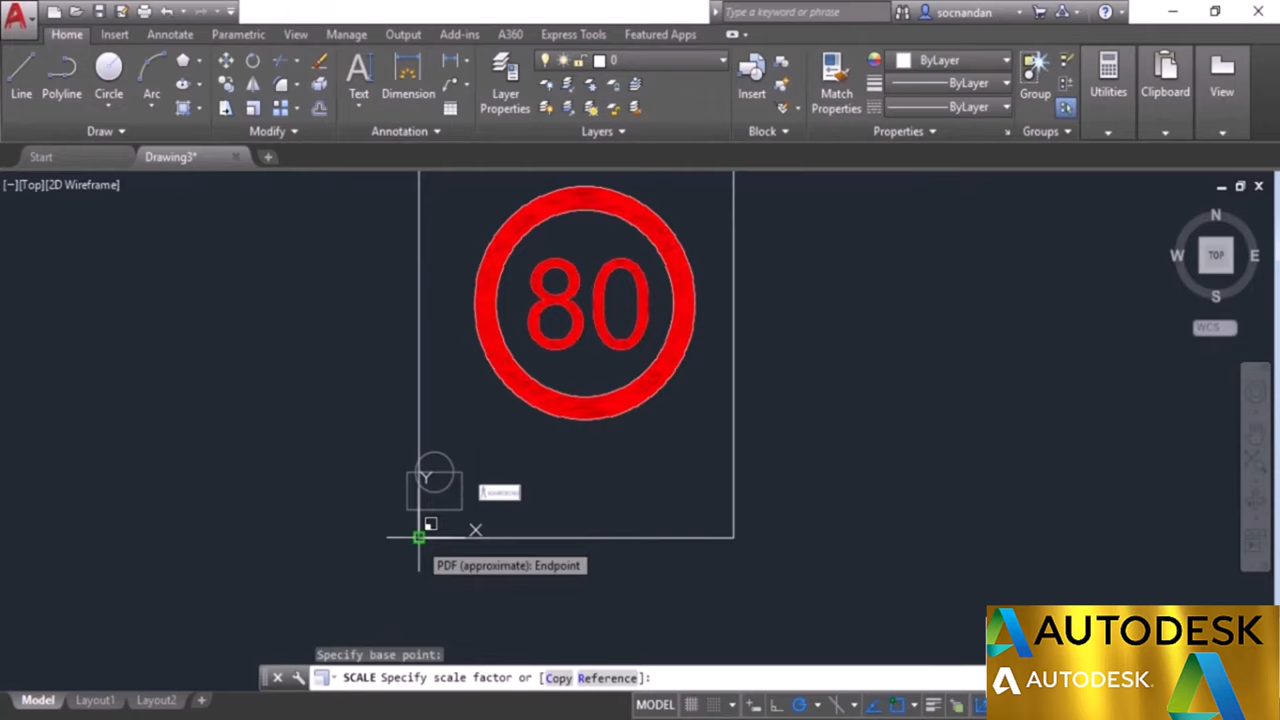 A
Type a keyword or phrase
socnandan
Home Insert Annotate Parametric View Manage Output Add-ins A360 Express Tools Featured Apps
Line Polyline Circle Arc
Text Dimension
Layer Properties
0
Insert
Match Properties
ByLayer
ByLayer
ByLayer
Group
Utilities Clipboard View
Draw Modify Annotation Layers Block Properties Groups
Start Drawing3* +
[−][Top][2D Wireframe]
N
W TOP E
S
WCS
80
Y
X
PDF (approximate): Endpoint
Specify base point:
SCALE Specify scale factor or [Copy Reference]:
Model Layout1 Layout2 +
MODEL
AUTODESK
AUTODESK.